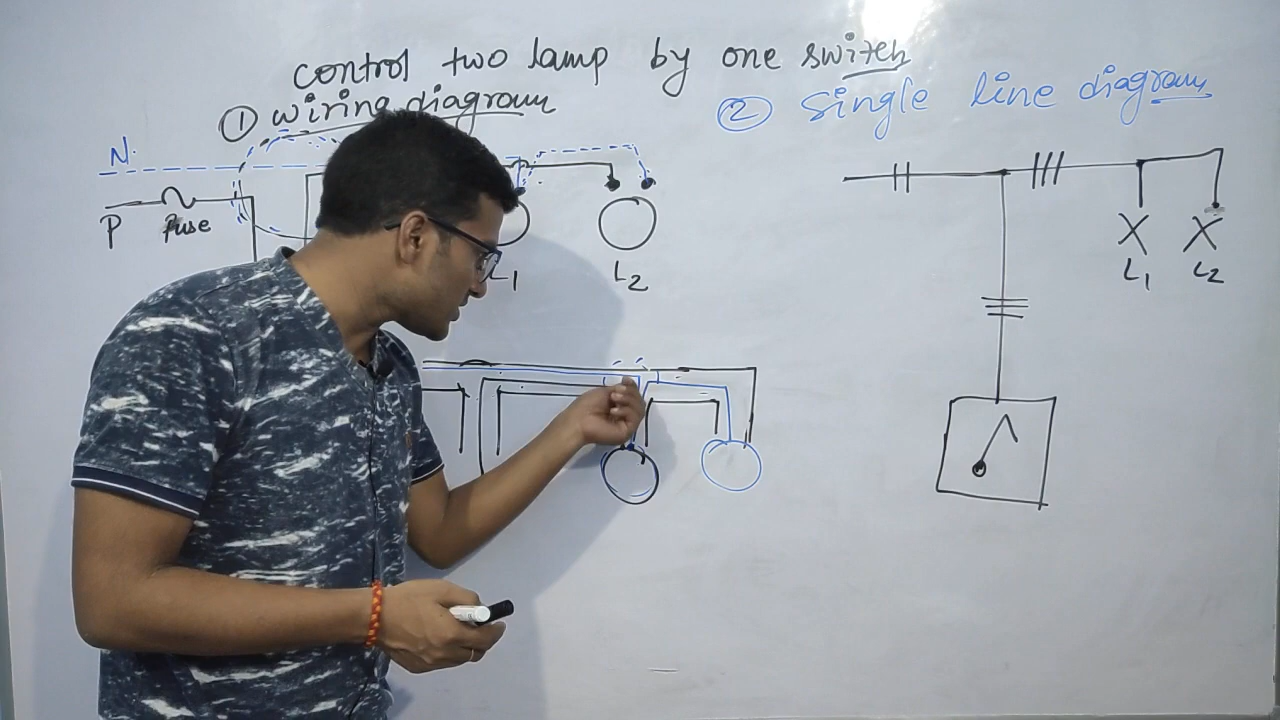 control two lamp by one switch
① wiring diagram
② Single line diagram
N.
P
fuse
L1
L2
L1
L2